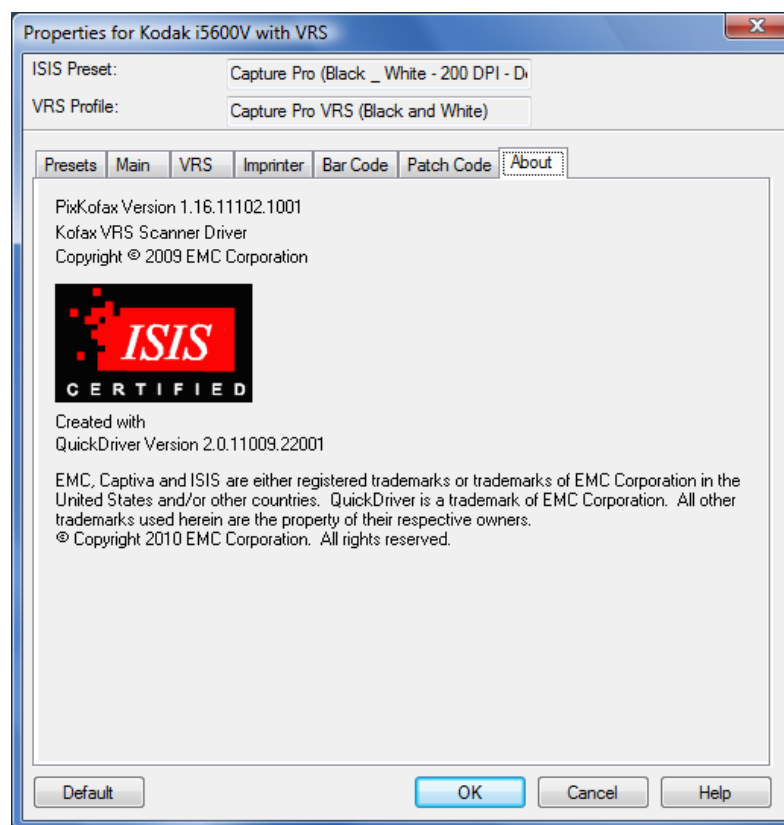 Properties for Kodak i5600V with VRS
ISIS Preset:
Capture Pro (Black _ White - 200 DPI -
VRS Profile:
Capture Pro VRS (Black and White)
Presets Main VRS Imprinter Bar Code Patch Code About
PixKofax Version 1.16.11102.1001
Kofax VRS Scanner Driver
Copyright © 2009 EMC Corporation
ISIS
CERTIFIED
Created with
QuickDriver Version 2.0.11009.22001
EMC, Captiva and ISIS are either registered trademarks or trademarks of EMC Corporation in the
United States and/or other countries. QuickDriver is a trademark of EMC Corporation. All other
trademarks used herein are the property of their respective owners.
© Copyright 2010 EMC Corporation. All rights reserved.
Default OK Cancel Help